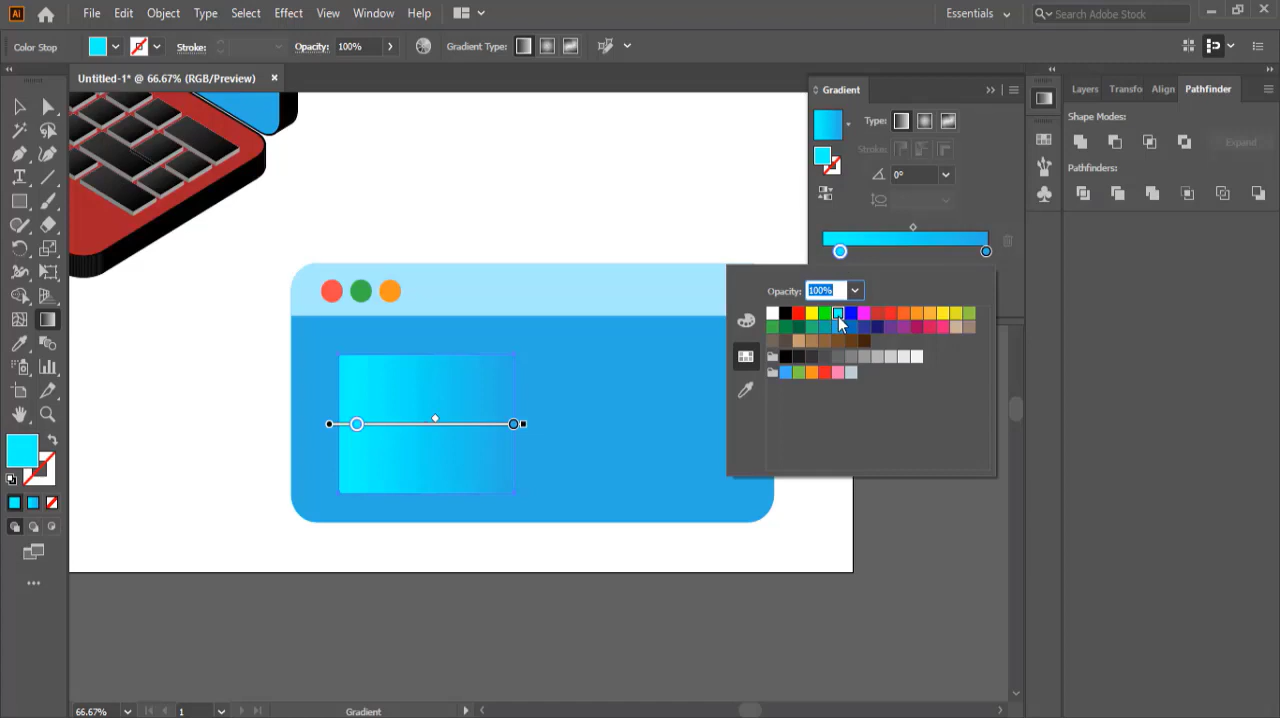 Ai File Edit Object Type Select Effect View Window Help Essentials Search Adobe Stock
Color Stop Stroke: Opacity: 100% Gradient Type:
Untitled-1* @ 66.67% (RGB/Preview)
Gradient
Layers Transfo Align Pathfinder
Type:
Shape Modes:
Stroke:
Expand
0°
Pathfinders:
Opacity: 100%
66.67% 1 Gradient